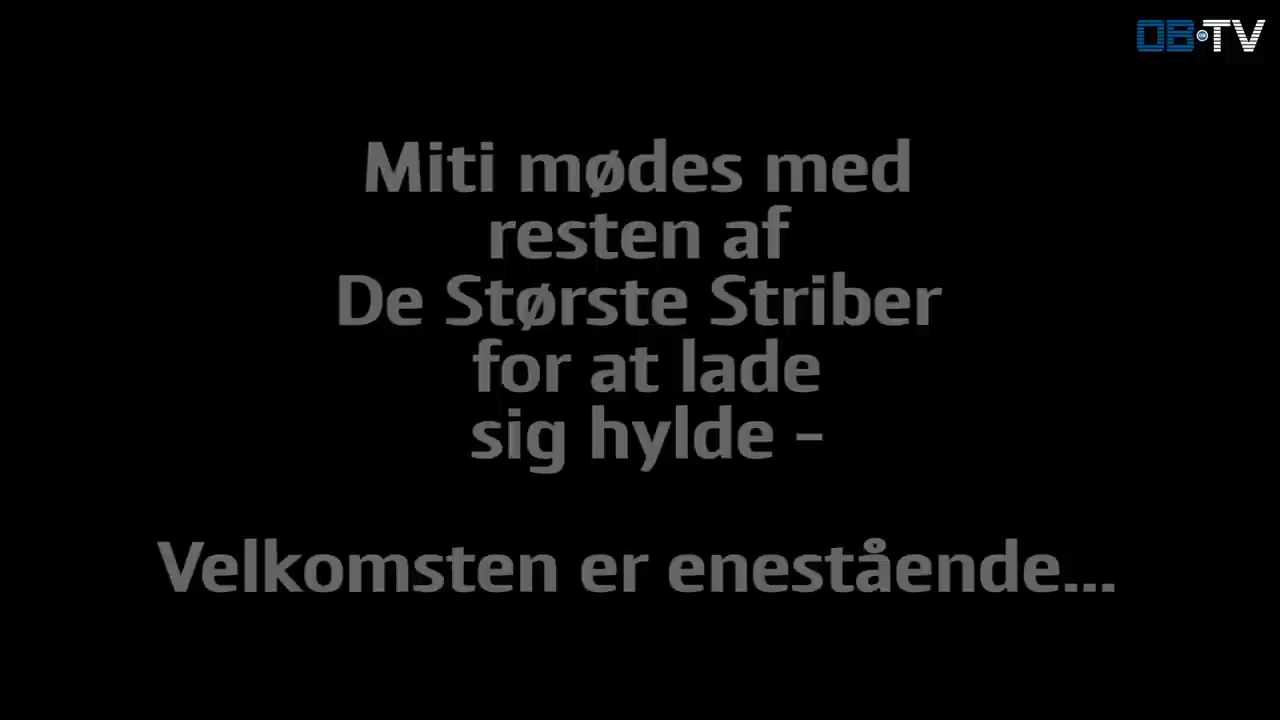 OB TV
Miti mødes med
resten af
De Største Striber
for at lade
sig hylde -
Velkomsten er enestående...